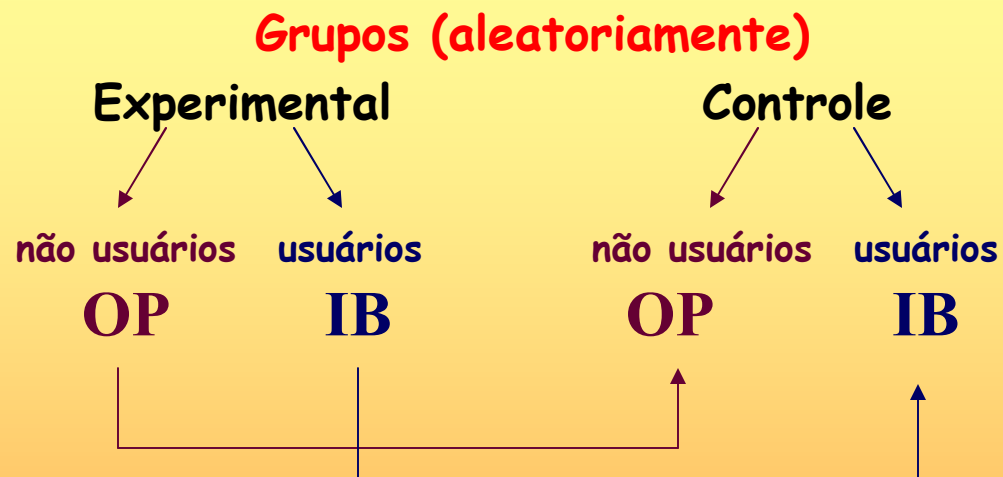 Grupos (aleatoriamente)
Experimental Controle
não usuários usuários não usuários usuários
OP IB OP IB